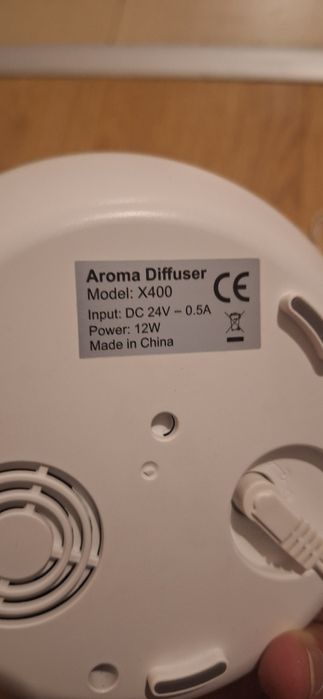 Aroma Diffuser
Model: X400
Input: DC 24V ~ 0.5A
Power: 12W
Made in China
CE